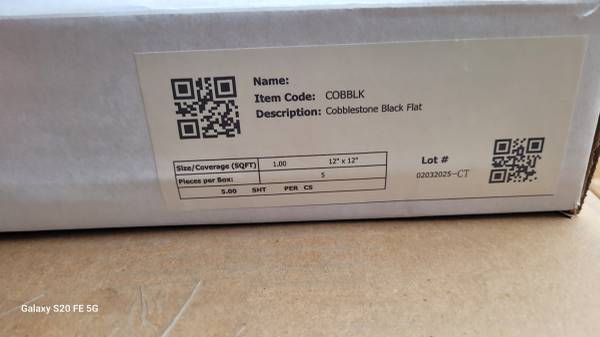 Name:
Item Code: COBBLK
Description: Cobblestone Black Flat
Size/Coverage (SQFT) 1.00 12" x 12"
Pieces per Box: 5
5.00 SHT PER CS
Lot #
02032025-CT
Galaxy S20 FE 5G